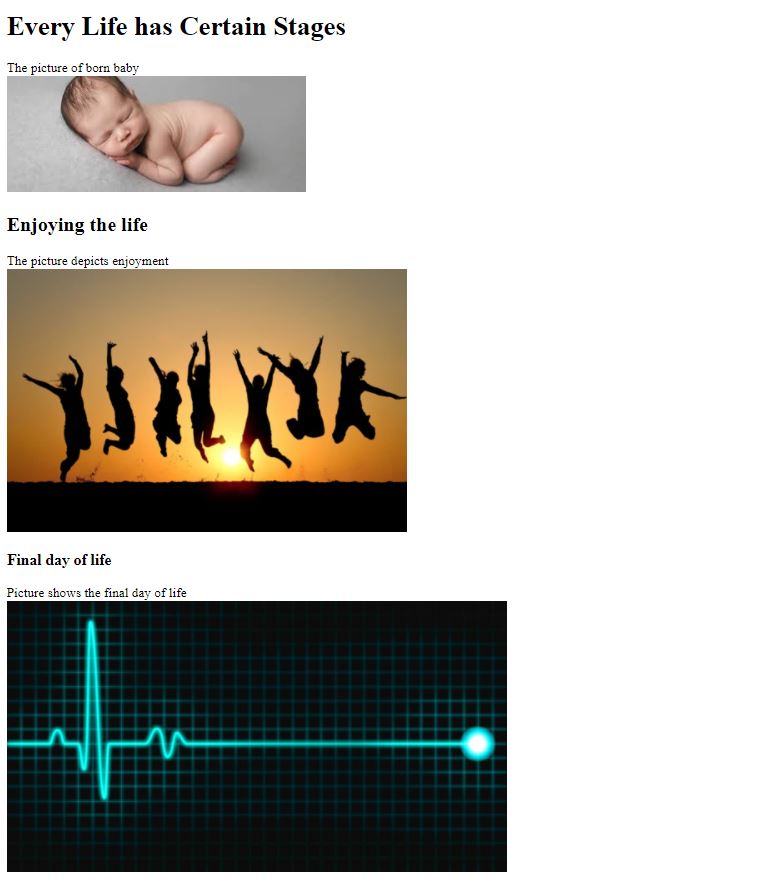 Every Life has Certain Stages
The picture of born baby
Enjoying the life
The picture depicts enjoyment
Final day of life
Picture shows the final day of life